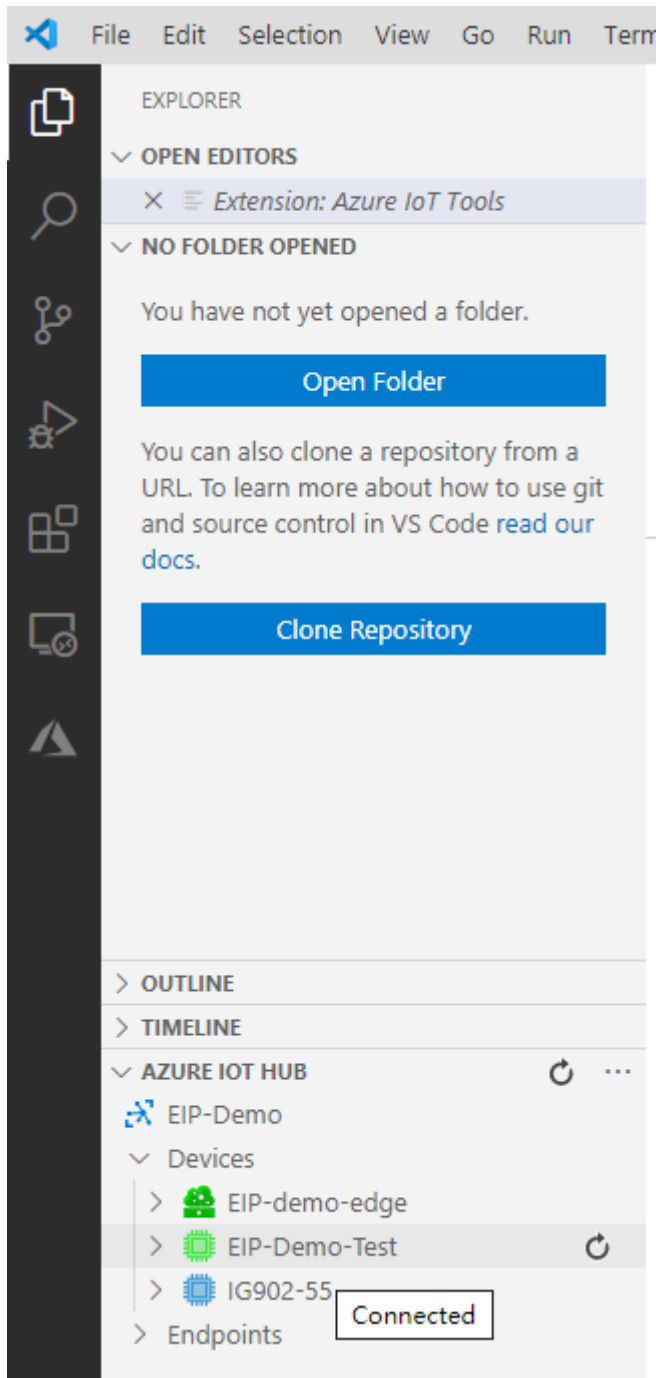 File Edit Selection View Go Run Term
EXPLORER
OPEN EDITORS
Extension: Azure IoT Tools
NO FOLDER OPENED
You have not yet opened a folder.
Open Folder
You can also clone a repository from a
URL. To learn more about how to use git
and source control in VS Code read our
docs.
Clone Repository
OUTLINE
TIMELINE
AZURE IOT HUB
EIP-Demo
Devices
EIP-demo-edge
EIP-Demo-Test
IG902-55
Connected
Endpoints